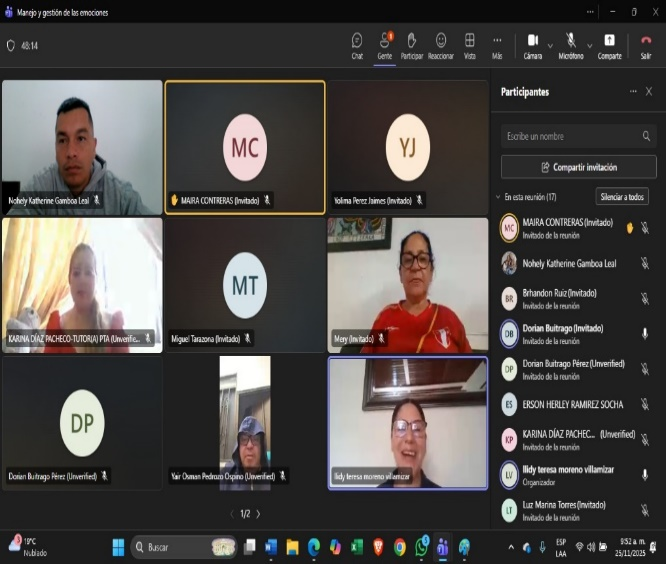 Manejo y gestión de las emociones
48:14
Chat
Gente
Participar
Reaccionar
Vista
Más
Cámara
Micrófono
Comparte
Salir
Nohely Katherine Gamboa Leal
MC
MAIRA CONTRERAS (Invitado)
YJ
Yolima Perez Jaimes (Invitado)
KARINA DÍAZ PACHECO-TUTOR(A) PTA (Unverifie...
MT
Miguel Tarazona (Invitado)
Mery (Invitado)
DP
Dorian Buitrago Pérez (Unverified)
Yair Osman Pedrozo Ospino (Unverified)
Ilidy teresa moreno villamizar
1/2
Participantes
Escribe un nombre
Compartir invitación
En esta reunión (17)
Silenciar a todos
MC
MAIRA CONTRERAS (Invitado)
Invitado de la reunión
Nohely Katherine Gamboa Leal
BR
Brhandon Ruiz (Invitado)
Invitado de la reunión
DB
Dorian Buitrago (Invitado)
Invitado de la reunión
DP
Dorian Buitrago Pérez (Unverified)
Invitado de la reunión
ES
ERSON HERLEY RAMIREZ SOCHA
KP
KARINA DÍAZ PACHEC... (Unverified)
Invitado de la reunión
LV
Ilidy teresa moreno villamizar
Organizador
LT
Luz Marina Torres (Invitado)
Invitado de la reunión
19°C
Nublado
Buscar
ESP
LAA
9:52 a. m.
25/11/2025